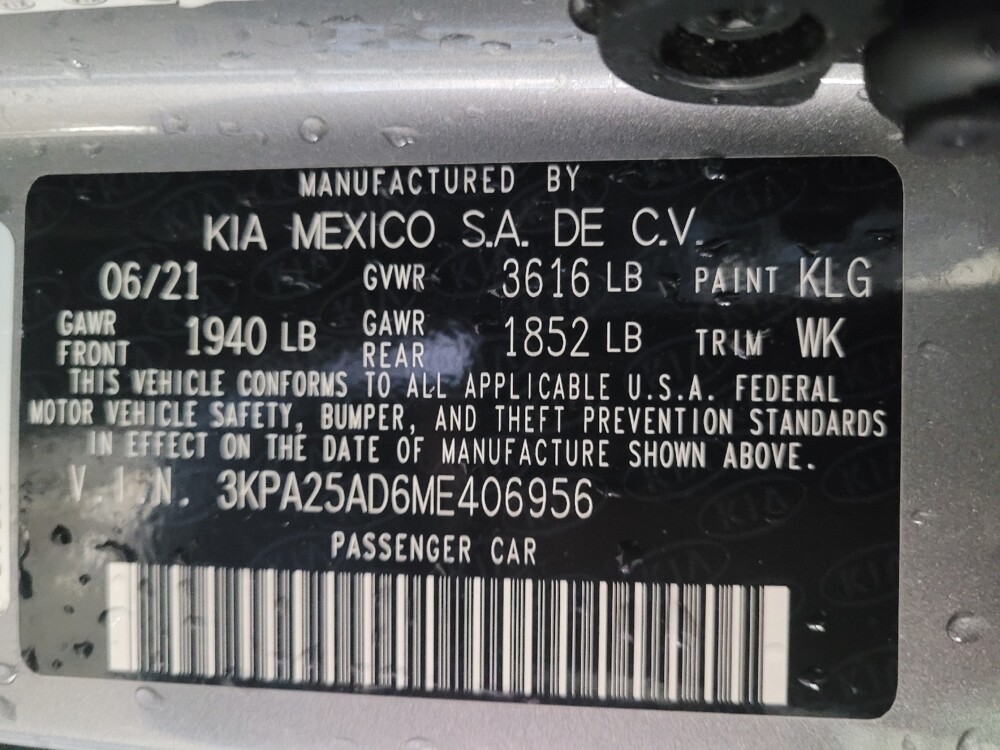 MANUFACTURED BY
KIA MEXICO S.A. DE C.V.
06/21 GVWR 3616 LB PAINT KLG
GAWR FRONT 1940 LB GAWR REAR 1852 LB TRIM WK
THIS VEHICLE CONFORMS TO ALL APPLICABLE U.S.A. FEDERAL
MOTOR VEHICLE SAFETY, BUMPER, AND THEFT PREVENTION STANDARDS
IN EFFECT ON THE DATE OF MANUFACTURE SHOWN ABOVE.
V.I.N. 3KPA25AD6ME406956
PASSENGER CAR